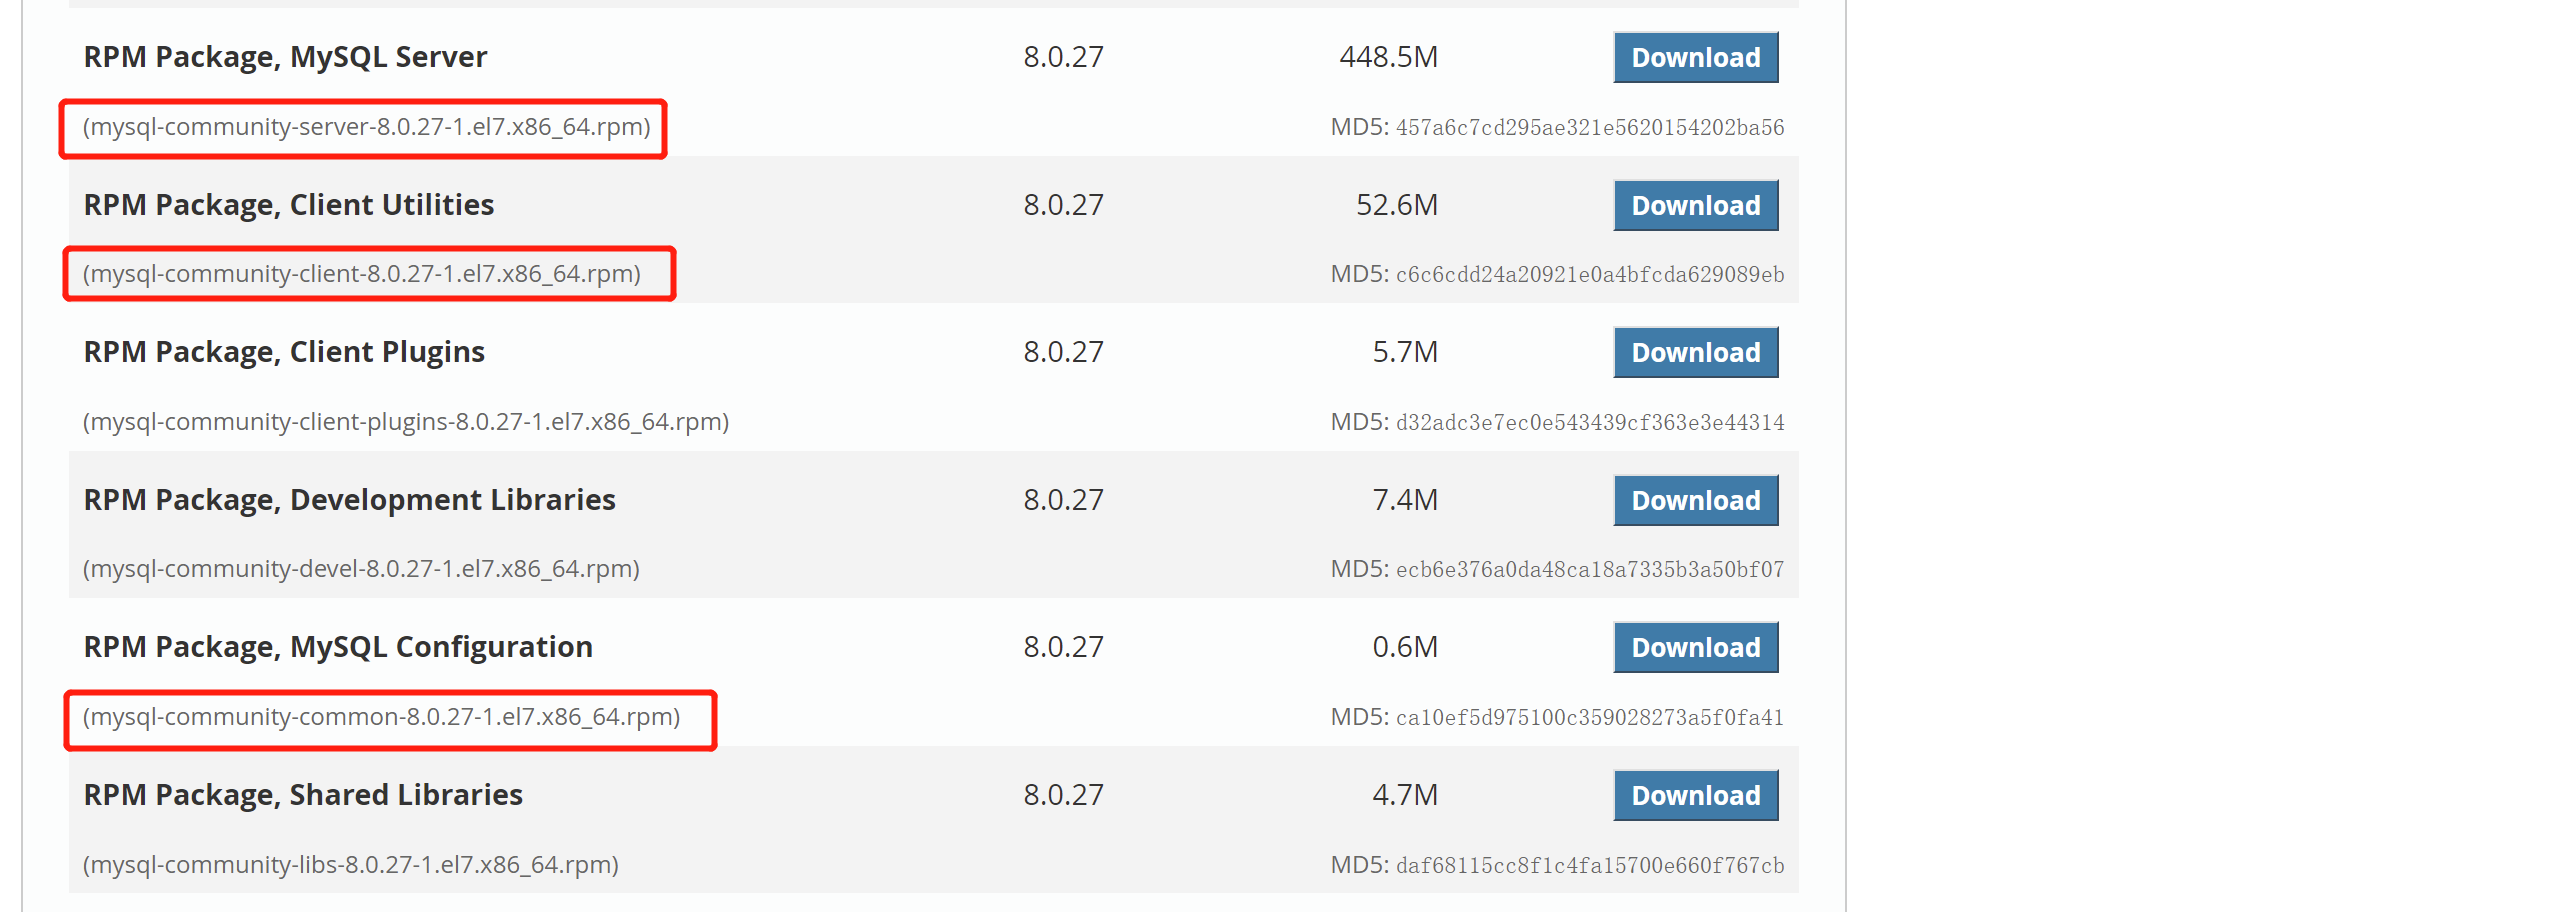 RPM Package, MySQL Server 8.0.27 448.5M Download
(mysql-community-server-8.0.27-1.el7.x86_64.rpm) MD5: 457a6c7cd295ae321e5620154202ba56
RPM Package, Client Utilities 8.0.27 52.6M Download
(mysql-community-client-8.0.27-1.el7.x86_64.rpm) MD5: c6c6cdd24a20921e0a4bfcda629089eb
RPM Package, Client Plugins 8.0.27 5.7M Download
(mysql-community-client-plugins-8.0.27-1.el7.x86_64.rpm) MD5: d32adc3e7ec0e543439cf363e3e44314
RPM Package, Development Libraries 8.0.27 7.4M Download
(mysql-community-devel-8.0.27-1.el7.x86_64.rpm) MD5: ecb6e376a0da48ca18a7335b3a50bf07
RPM Package, MySQL Configuration 8.0.27 0.6M Download
(mysql-community-common-8.0.27-1.el7.x86_64.rpm) MD5: ca10ef5d975100c359028273a5f0fa41
RPM Package, Shared Libraries 8.0.27 4.7M Download
(mysql-community-libs-8.0.27-1.el7.x86_64.rpm) MD5: daf68115cc8f1c4fa15700e660f767cb